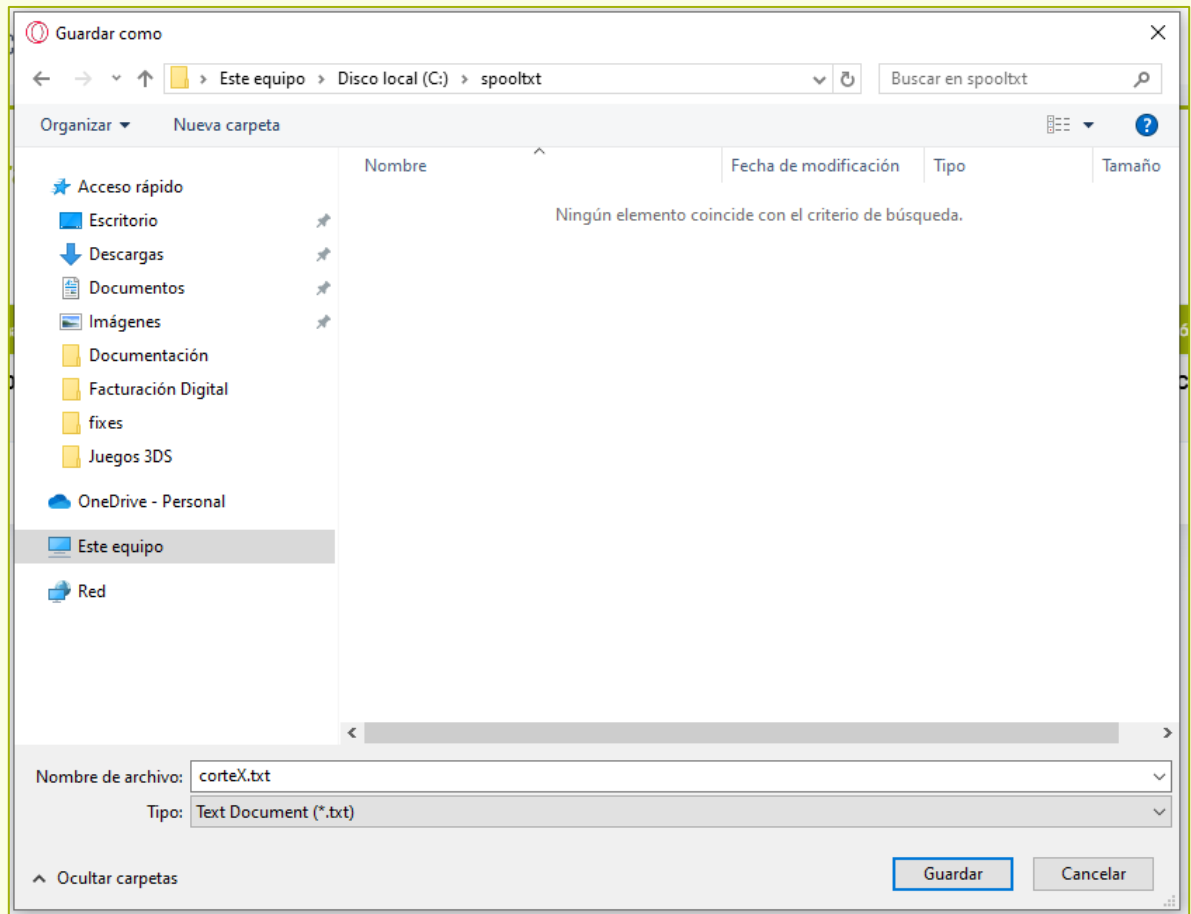 Guardar como
Este equipo > Disco local (C:) > spooltxt
Buscar en spooltxt
Organizar
Nueva carpeta
Nombre
Fecha de modificación
Tipo
Tamaño
Ningún elemento coincide con el criterio de búsqueda.
Acceso rápido
Escritorio
Descargas
Documentos
Imágenes
Documentación
Facturación Digital
fixes
Juegos 3DS
OneDrive - Personal
Este equipo
Red
Nombre de archivo: corteX.txt
Tipo: Text Document (*.txt)
Ocultar carpetas
Guardar
Cancelar